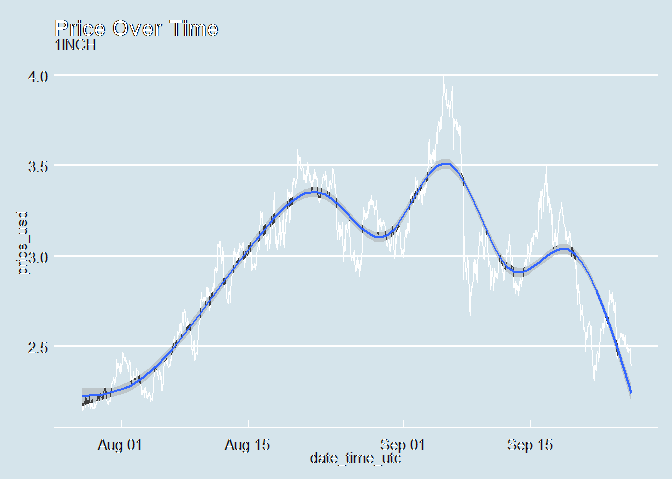 Price Over Time
1INCH
4.0
3.5
3.0
2.5
Aug 01
Aug 15
Sep 01
Sep 15
date_time_utc